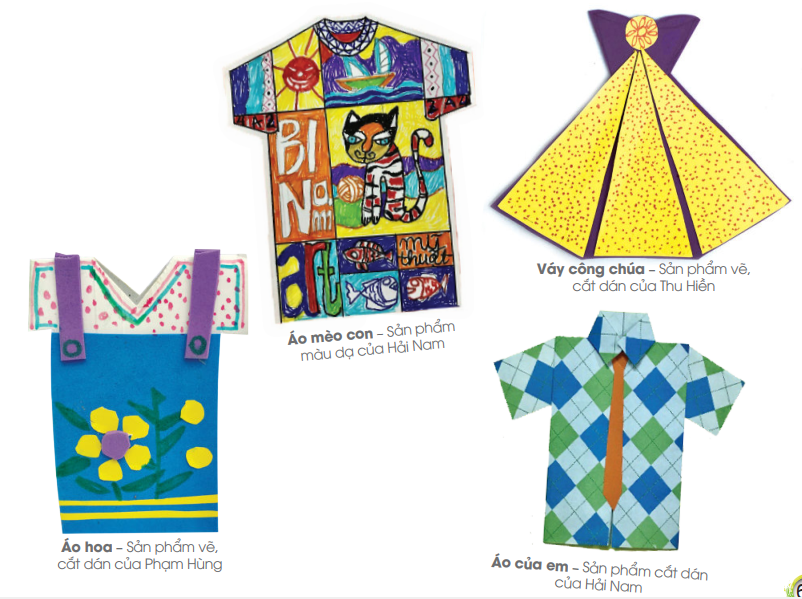 BI
Nam
art
mĩ
thuật
Áo mèo con – Sản phẩm
màu dạ của Hải Nam
Váy công chúa – Sản phẩm vẽ,
cắt dán của Thu Hiền
Áo hoa – Sản phẩm vẽ,
cắt dán của Phạm Hùng
Áo của em – Sản phẩm cắt dán
của Hải Nam